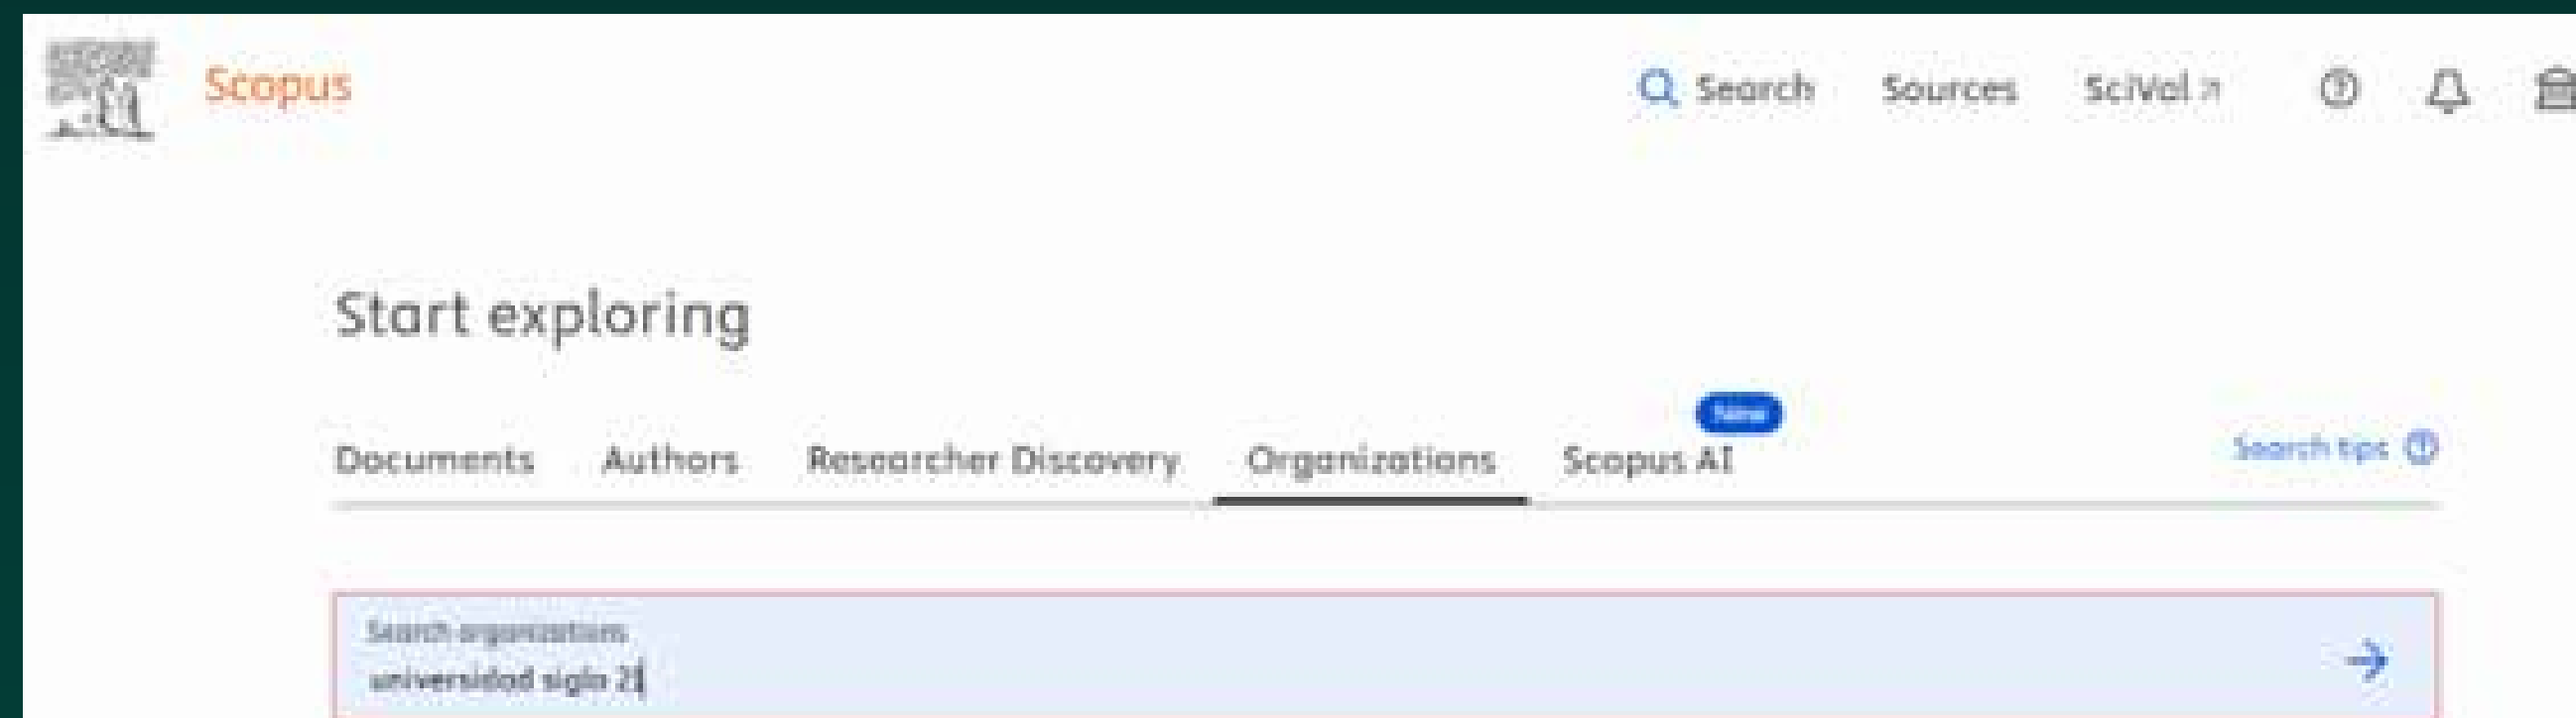 Scopus
Search Sources SciVal ↗
Start exploring
New
Documents Authors Researcher Discovery Organizations Scopus AI
Search tips
Search organizations
universidad siglo 21